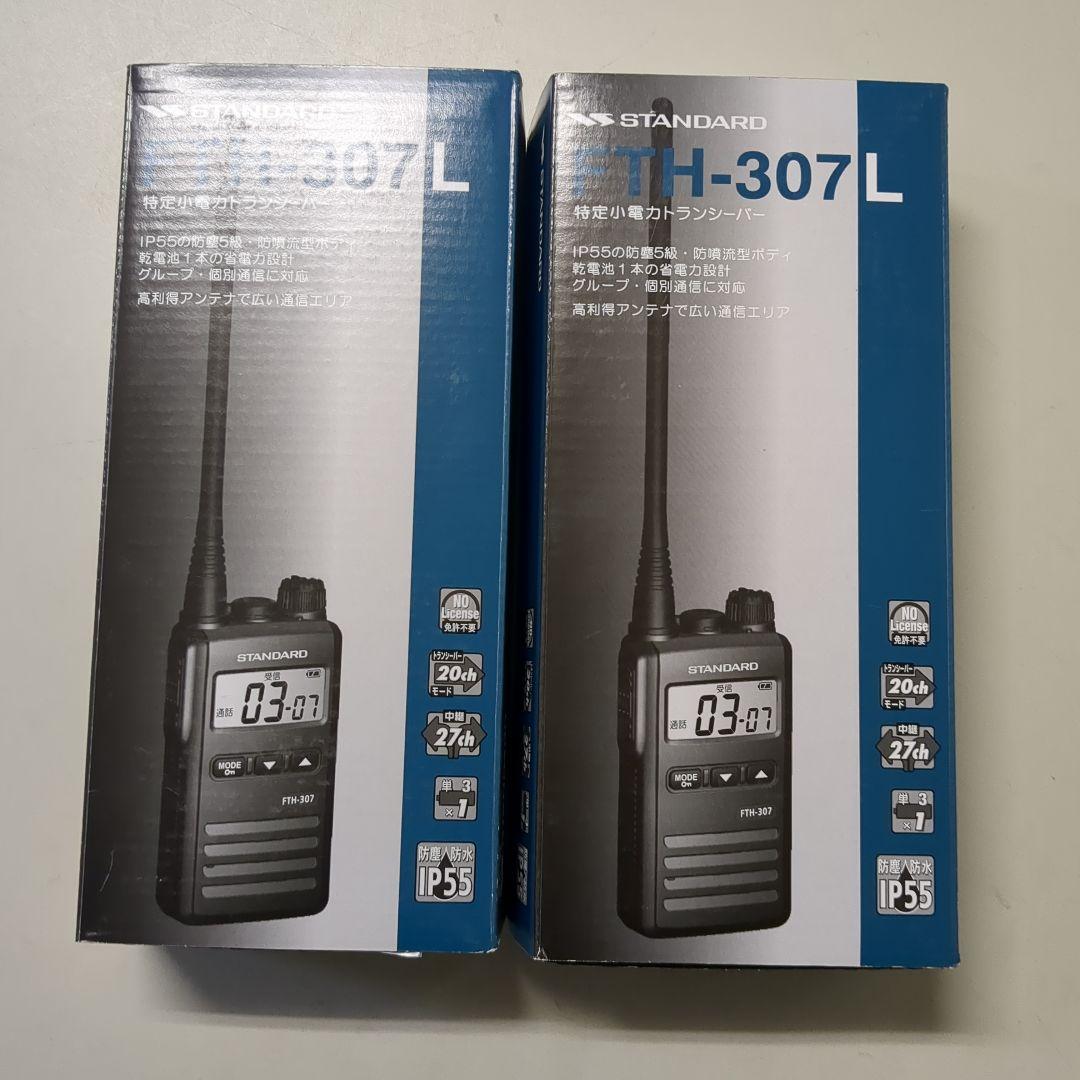 STANDARD
FTH-307L
特定小電力トランシーバー
IP55の防塵5級・防噴流型ボディ
乾電池1本の省電力設計
グループ・個別通信に対応
高利得アンテナで広い通信エリア
NO
License
免許不要
トランシーバー
20ch
モード
中継
27ch
単3
×1
防塵 防水
IP55
STANDARD
受信
通話
03-07
MODE
FTH-307
STANDARD
FTH-307L
特定小電力トランシーバー
IP55の防塵5級・防噴流型ボディ
乾電池1本の省電力設計
グループ・個別通信に対応
高利得アンテナで広い通信エリア
NO
License
免許不要
トランシーバー
20ch
モード
中継
27ch
単3
×1
防塵 防水
IP55
STANDARD
受信
通話
03-07
MODE
FTH-307